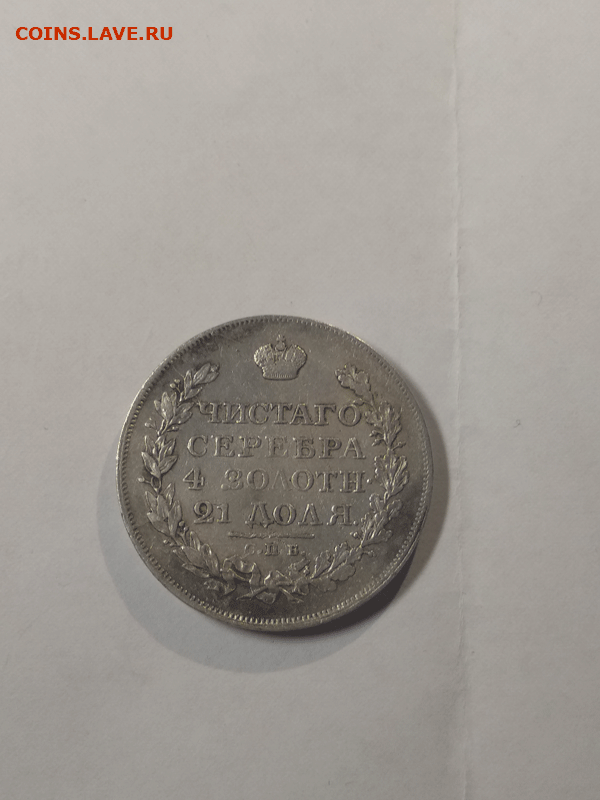 COINS.LAVE.RU
ЧИСТАГО
СЕРЕБРА
4 ЗОЛОТН.
21 ДОЛЯ.
С.П.Б.